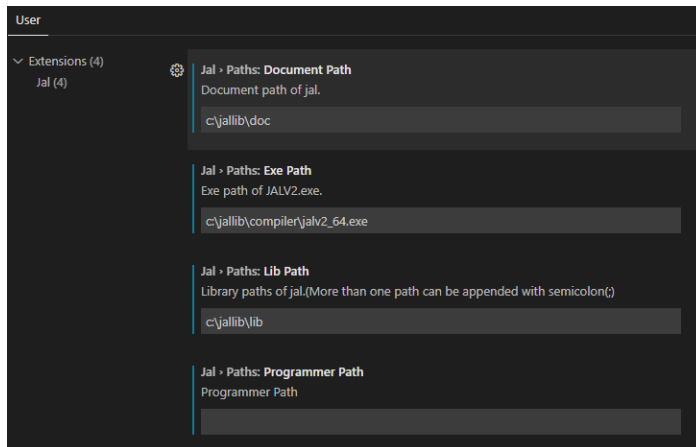 User
Extensions (4)
Jal (4)
Jal › Paths: Document Path
Document path of jal.
c:\jallib\doc
Jal › Paths: Exe Path
Exe path of JALV2.exe.
c:\jallib\compiler\jalv2_64.exe
Jal › Paths: Lib Path
Library paths of jal.(More than one path can be appended with semicolon(;)
c:\jallib\lib
Jal › Paths: Programmer Path
Programmer Path